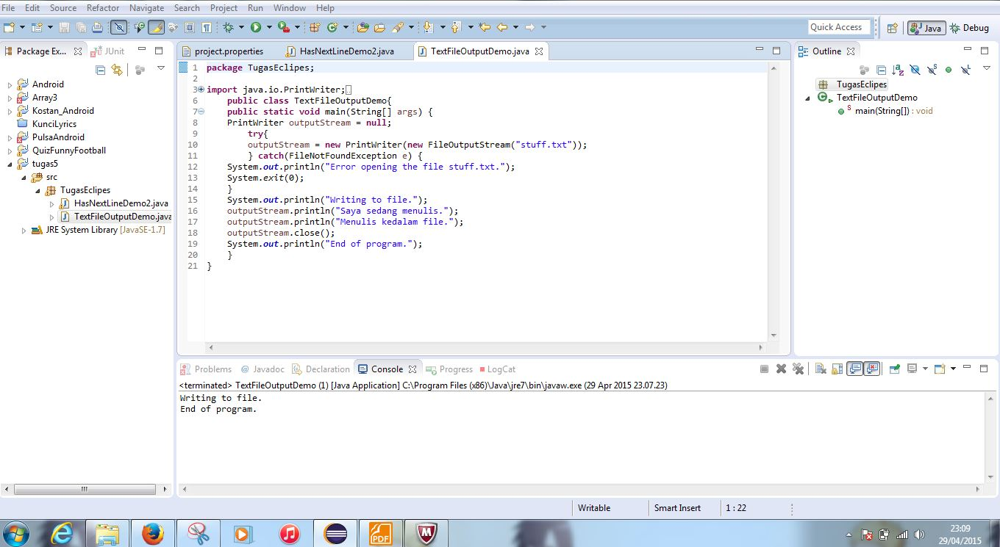 File Edit Source Refactor Navigate Search Project Run Window Help
Quick Access Java Debug
Package Ex... JUnit
Android
Array3
Kostan_Android
KunciLyrics
PulsaAndroid
QuizFunnyFootball
tugas5
src
TugasEclipes
HasNextLineDemo2.java
TextFileOutputDemo.java
JRE System Library [JavaSE-1.7]
project.properties HasNextLineDemo2.java TextFileOutputDemo.java
1 package TugasEclipes;
2
3 import java.io.PrintWriter;
6 public class TextFileOutputDemo{
7 public static void main(String[] args) {
8 PrintWriter outputStream = null;
9 try{
10 outputStream = new PrintWriter(new FileOutputStream("stuff.txt"));
11 } catch(FileNotFoundException e) {
12 System.out.println("Error opening the file stuff.txt.");
13 System.exit(0);
14 }
15 System.out.println("Writing to file.");
16 outputStream.println("Saya sedang menulis.");
17 outputStream.println("Menulis kedalam file.");
18 outputStream.close();
19 System.out.println("End of program.");
20 }
21 }
Outline
TugasEclipes
TextFileOutputDemo
main(String[]) : void
Problems @ Javadoc Declaration Console Progress LogCat
<terminated> TextFileOutputDemo (1) [Java Application] C:\Program Files (x86)\Java\jre7\bin\javaw.exe (29 Apr 2015 23.07.23)
Writing to file.
End of program.
Writable Smart Insert 1 : 22
PDF
23:09
29/04/2015